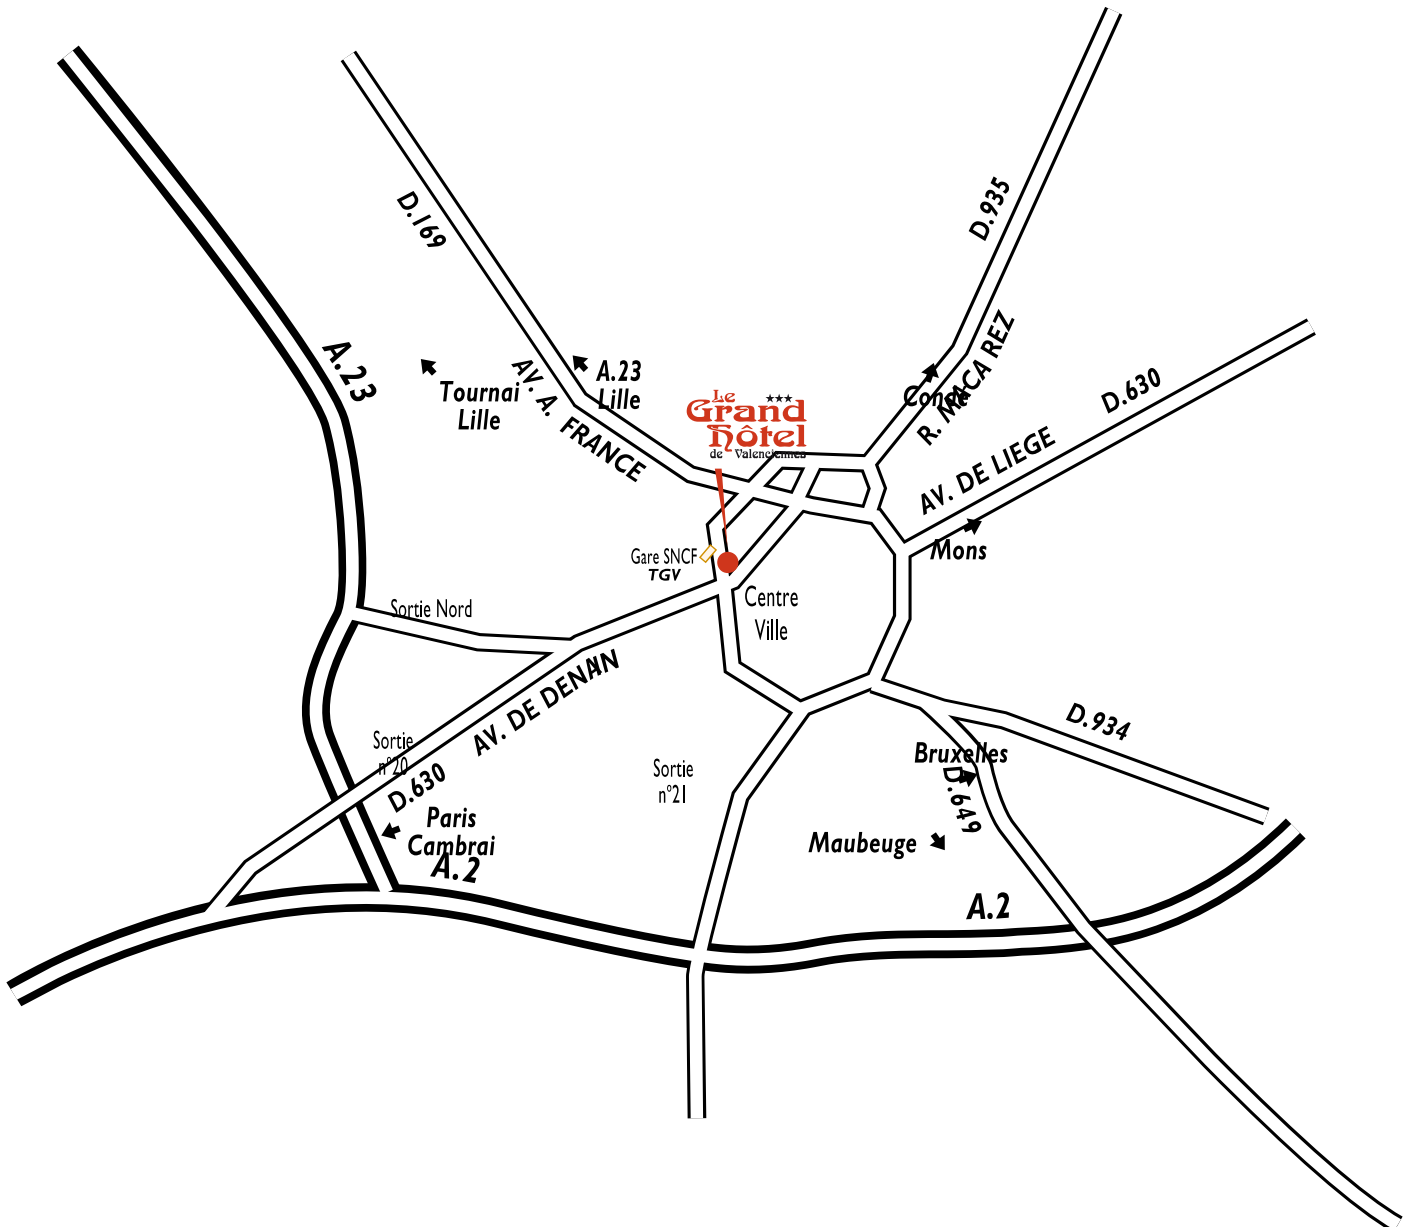 D.169
D.935
A.23
Tournai
Lille
A.23
Lille
AV. A. FRANCE
Le
Grand
Hôtel
de Valenciennes
R. MACAREZ
D.630
AV. DE LIEGE
Mons
Gare SNCF
TGV
Centre
Ville
Sortie Nord
AV. DE DENAIN
Sortie
n°20
D.630
Paris
Cambrai
A.2
Sortie
n°21
D.934
Bruxelles
D.649
Maubeuge
A.2